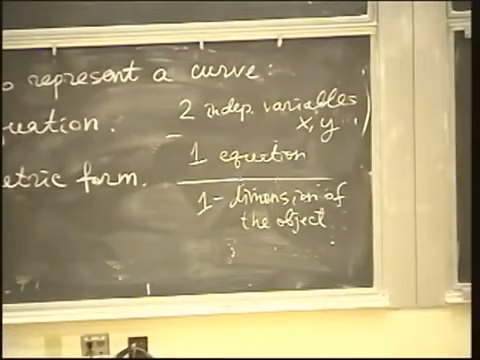 represent a curve:
2 indep. variables
x, y
uation.
1 equation
etric form.
1 - dimension of
the object